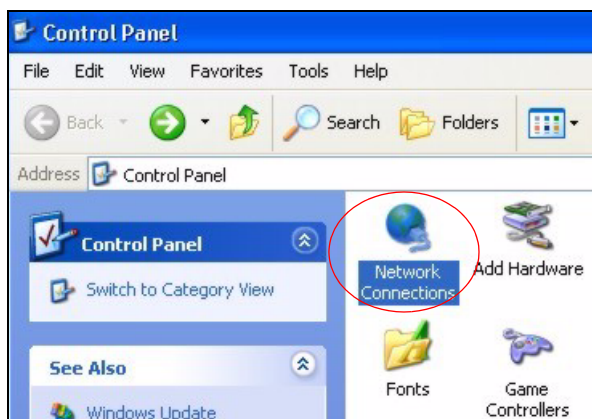 Control Panel
File Edit View Favorites Tools Help
Back Search Folders
Address Control Panel
Control Panel
Switch to Category View
See Also
Windows Update
Network
Connections
Add Hardware
Fonts
Game
Controllers